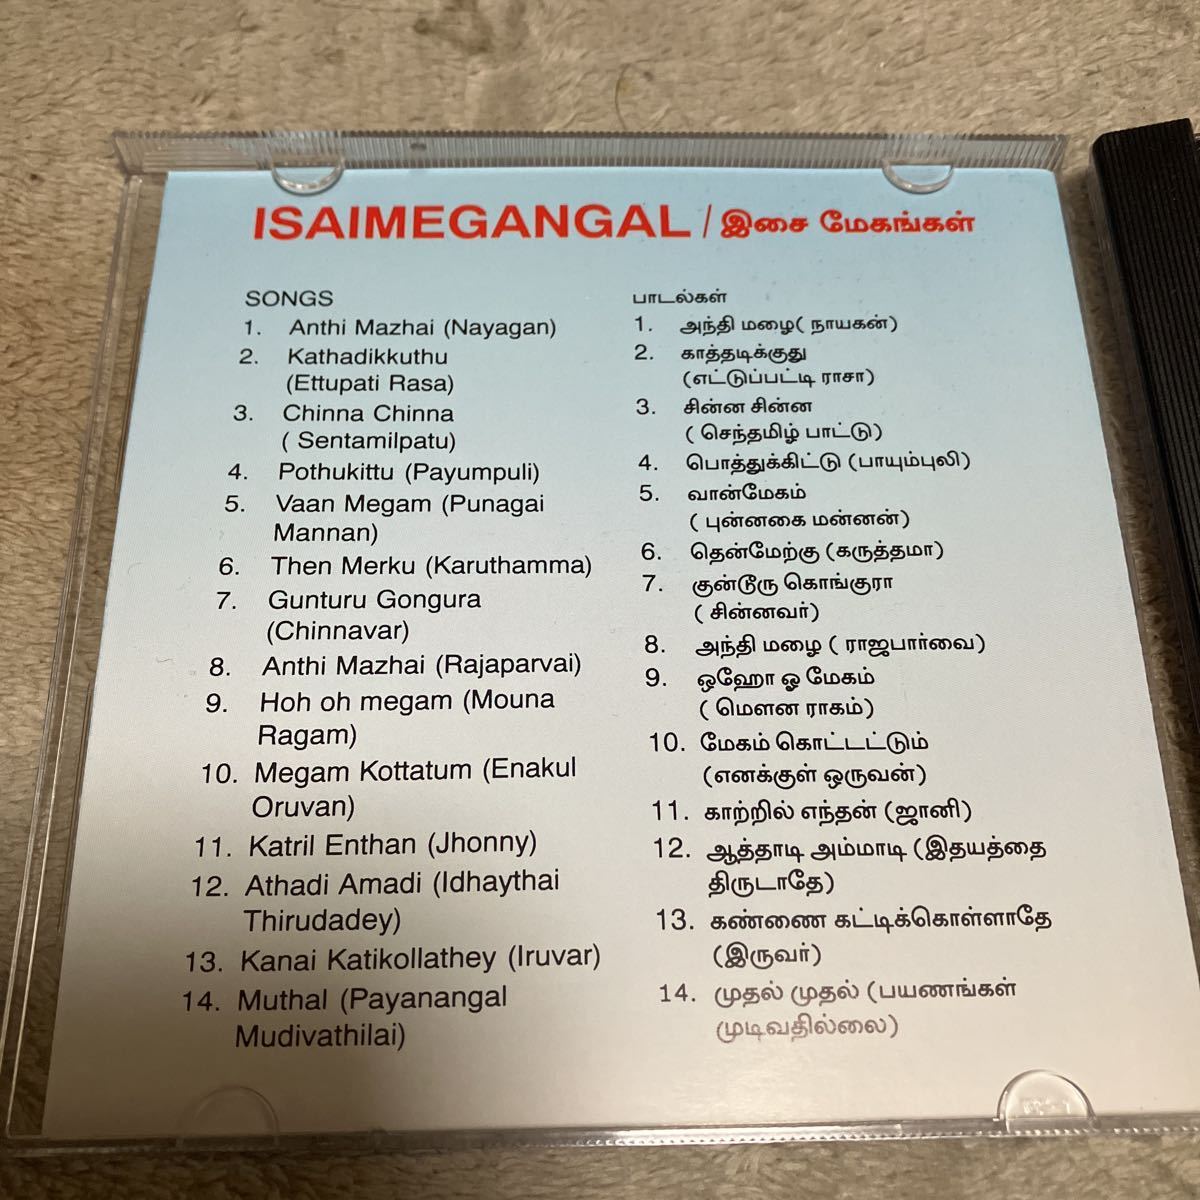 ISAIMEGANGAL / இசை மேகங்கள்
SONGS
1. Anthi Mazhai (Nayagan)
2. Kathadikkuthu
(Ettupati Rasa)
3. Chinna Chinna
( Sentamilpatu)
4. Pothukittu (Payumpuli)
5. Vaan Megam (Punagai
Mannan)
6. Then Merku (Karuthamma)
7. Gunturu Gongura
(Chinnavar)
8. Anthi Mazhai (Rajaparvai)
9. Hoh oh megam (Mouna
Ragam)
10. Megam Kottatum (Enakul
Oruvan)
11. Katril Enthan (Jhonny)
12. Athadi Amadi (Idhaythai
Thirudadey)
13. Kanai Katikollathey (Iruvar)
14. Muthal (Payanangal
Mudivathilai)
பாடல்கள்
1. அந்தி மழை( நாயகன்)
2. காத்தடிக்குது
(எட்டுப்பட்டி ராசா)
3. சின்ன சின்ன
( செந்தமிழ் பாட்டு)
4. பொத்துக்கிட்டு (பாயும்புலி)
5. வான்மேகம்
( புன்னகை மன்னன்)
6. தென்மேற்கு (கருத்தமா)
7. குன்டூரு கொங்குரா
( சின்னவர்)
8. அந்தி மழை ( ராஜபார்வை)
9. ஒஹோ ஓ மேகம்
( மௌன ராகம்)
10. மேகம் கொட்டட்டும்
(எனக்குள் ஒருவன்)
11. காற்றில் எந்தன் (ஜானி)
12. ஆத்தாடி அம்மாடி (இதயத்தை
திருடாதே)
13. கண்ணை கட்டிக்கொள்ளாதே
(இருவர்)
14. முதல் முதல் (பயணங்கள்
முடிவதில்லை)